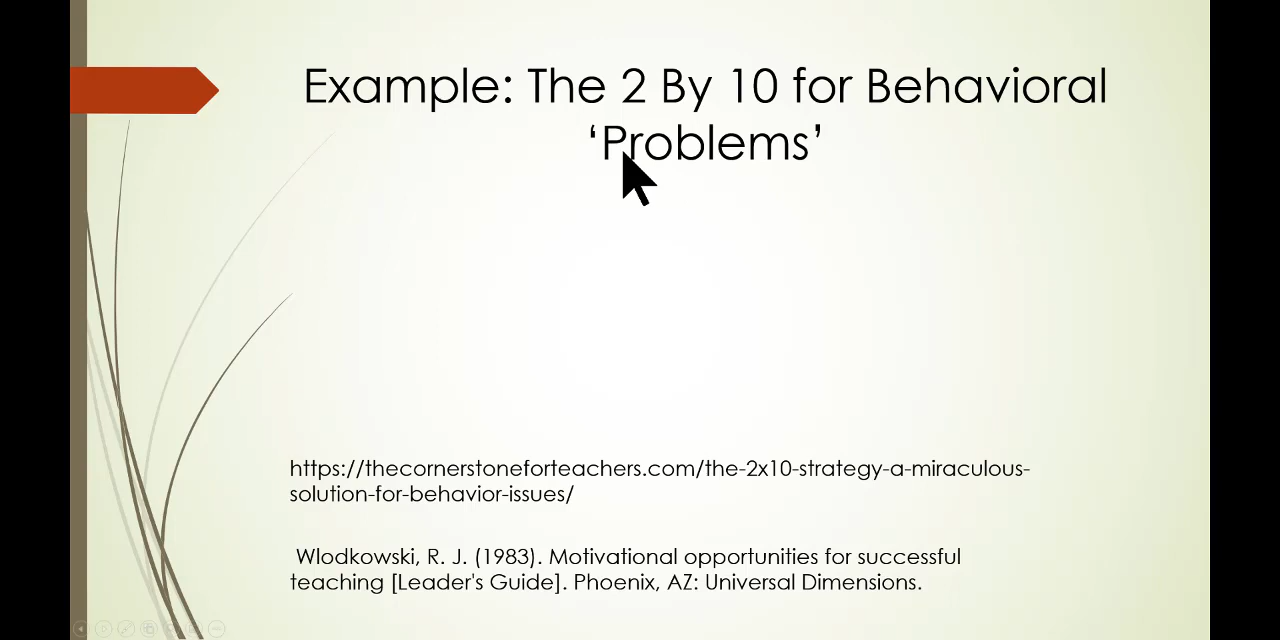 Example: The 2 By 10 for Behavioral
‘Problems’
https://thecornerstoneforteachers.com/the-2x10-strategy-a-miraculous-
solution-for-behavior-issues/
Wlodkowski, R. J. (1983). Motivational opportunities for successful
teaching [Leader's Guide]. Phoenix, AZ: Universal Dimensions.